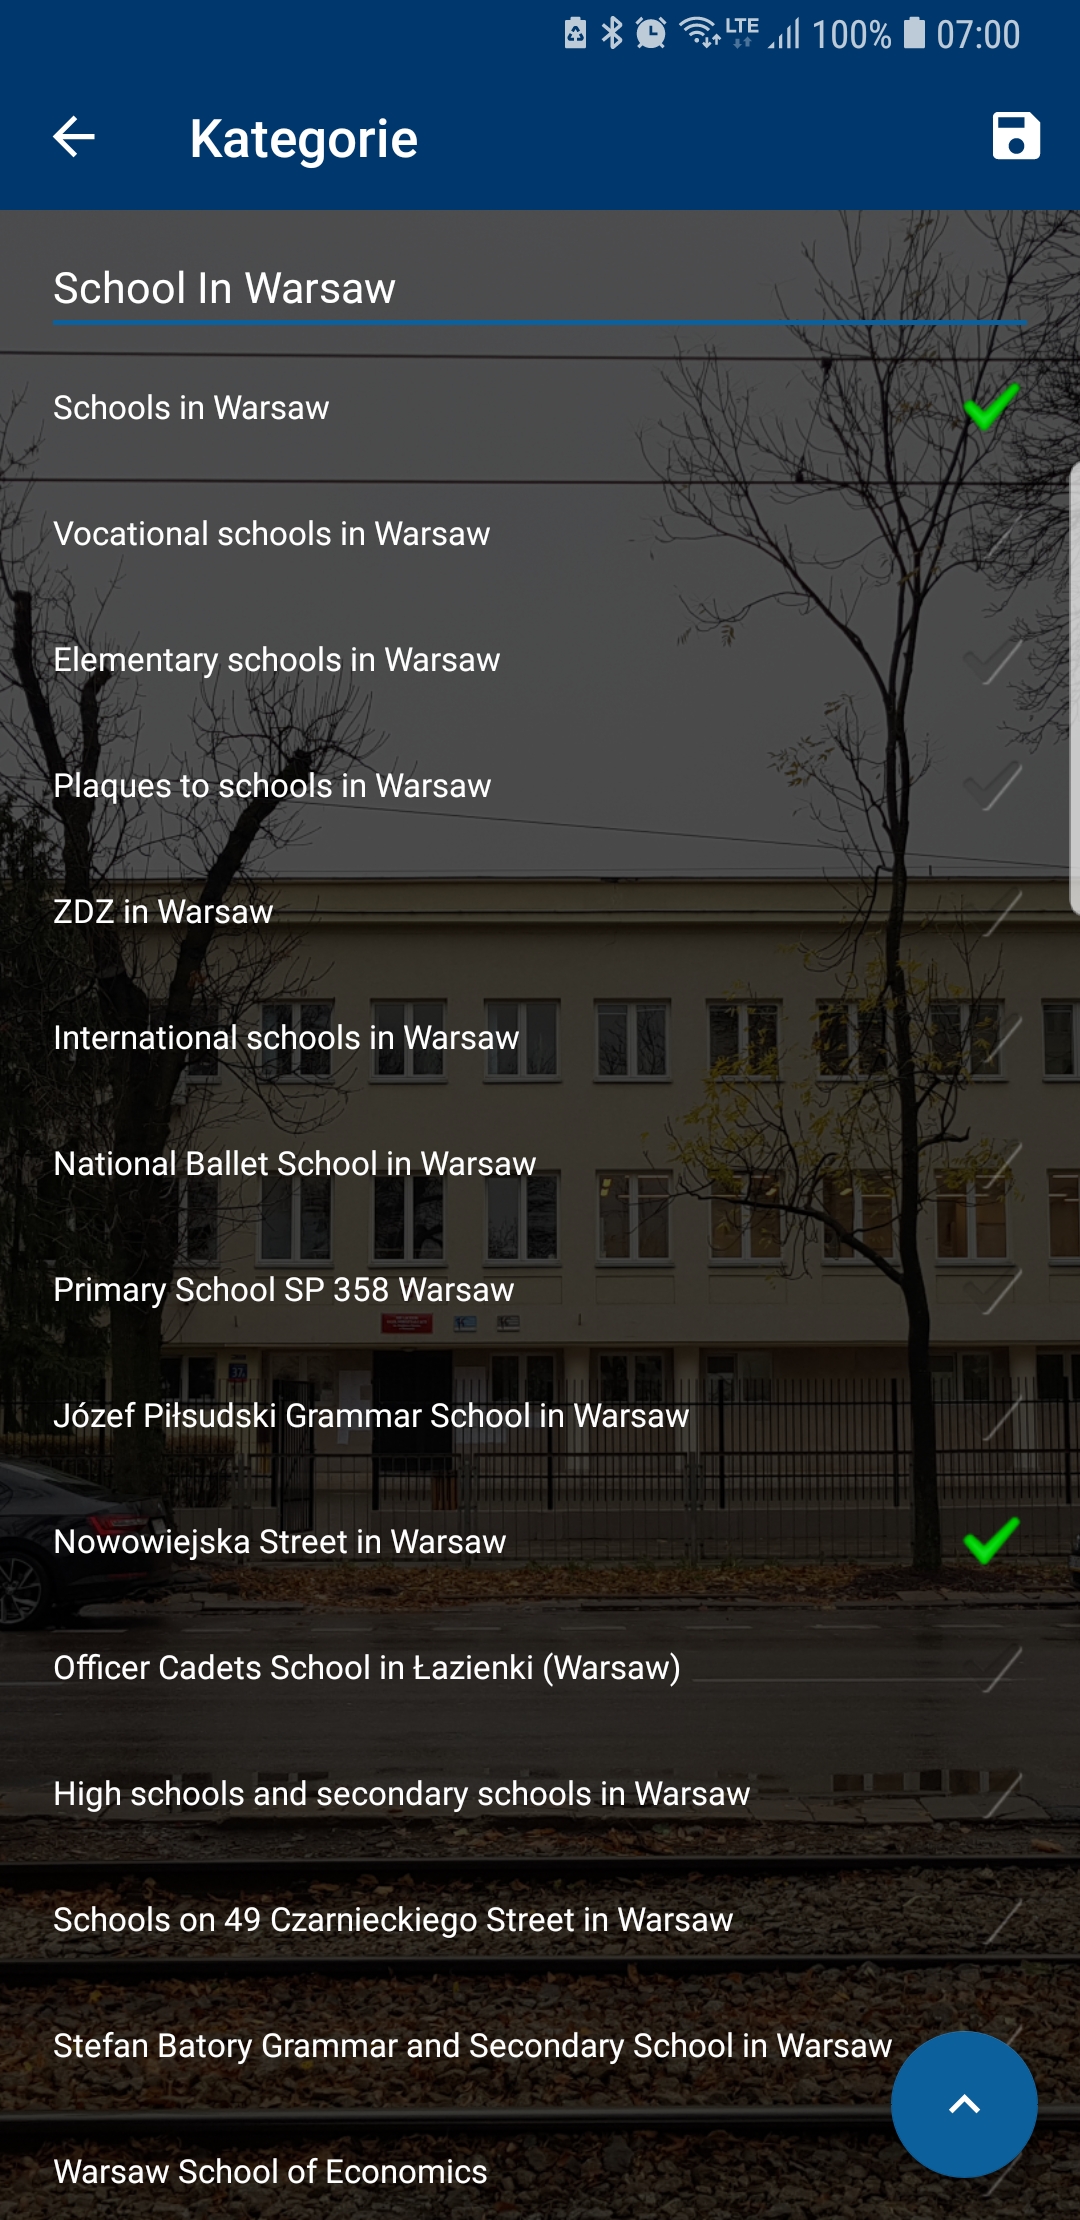 LTE 100% 07:00
Kategorie
School In Warsaw
Schools in Warsaw
Vocational schools in Warsaw
Elementary schools in Warsaw
Plaques to schools in Warsaw
ZDZ in Warsaw
International schools in Warsaw
National Ballet School in Warsaw
Primary School SP 358 Warsaw
37
Józef Piłsudski Grammar School in Warsaw
Nowowiejska Street in Warsaw
Officer Cadets School in Łazienki (Warsaw)
High schools and secondary schools in Warsaw
Schools on 49 Czarnieckiego Street in Warsaw
Stefan Batory Grammar and Secondary School in Warsaw
Warsaw School of Economics